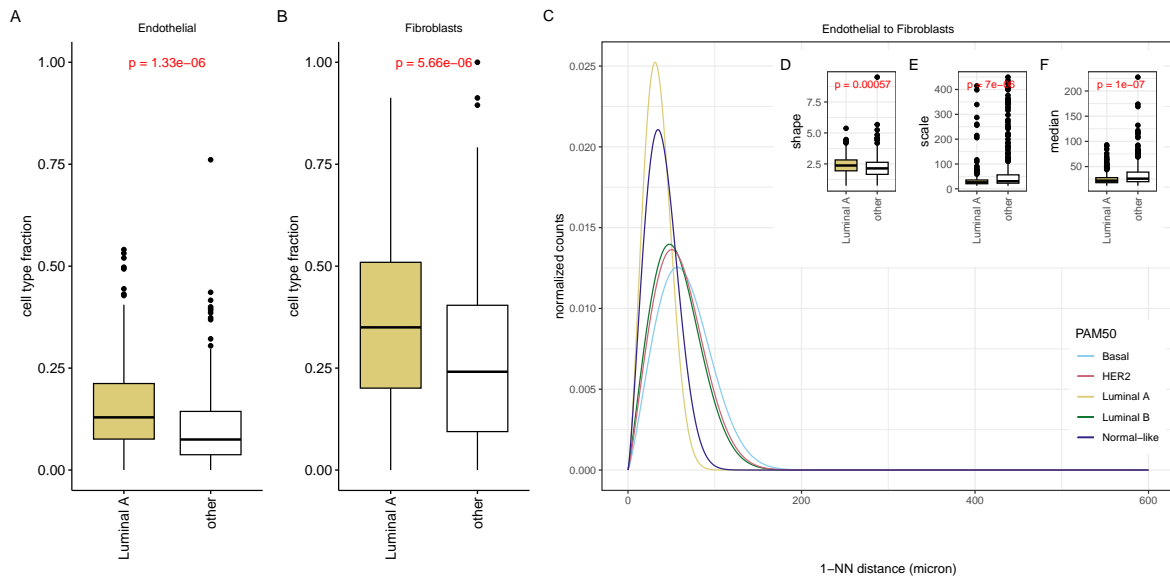 A
Endothelial
p = 1.33e−06
cell type fraction
1.00
0.75
0.50
0.25
0.00
Luminal A
other
B
Fibroblasts
p = 5.66e−06
cell type fraction
1.00
0.75
0.50
0.25
0.00
Luminal A
other
C
Endothelial to Fibroblasts
normalized counts
0.025
0.020
0.015
0.010
0.005
0.000
0
200
400
600
1−NN distance (micron)
PAM50
Basal
HER2
Luminal A
Luminal B
Normal−like
D
p = 0.00057
shape
7.5
5.0
2.5
Luminal A
other
E
scale
400
300
200
100
0
Luminal A
other
F
p = 1e−07
median
200
150
100
50
Luminal A
other